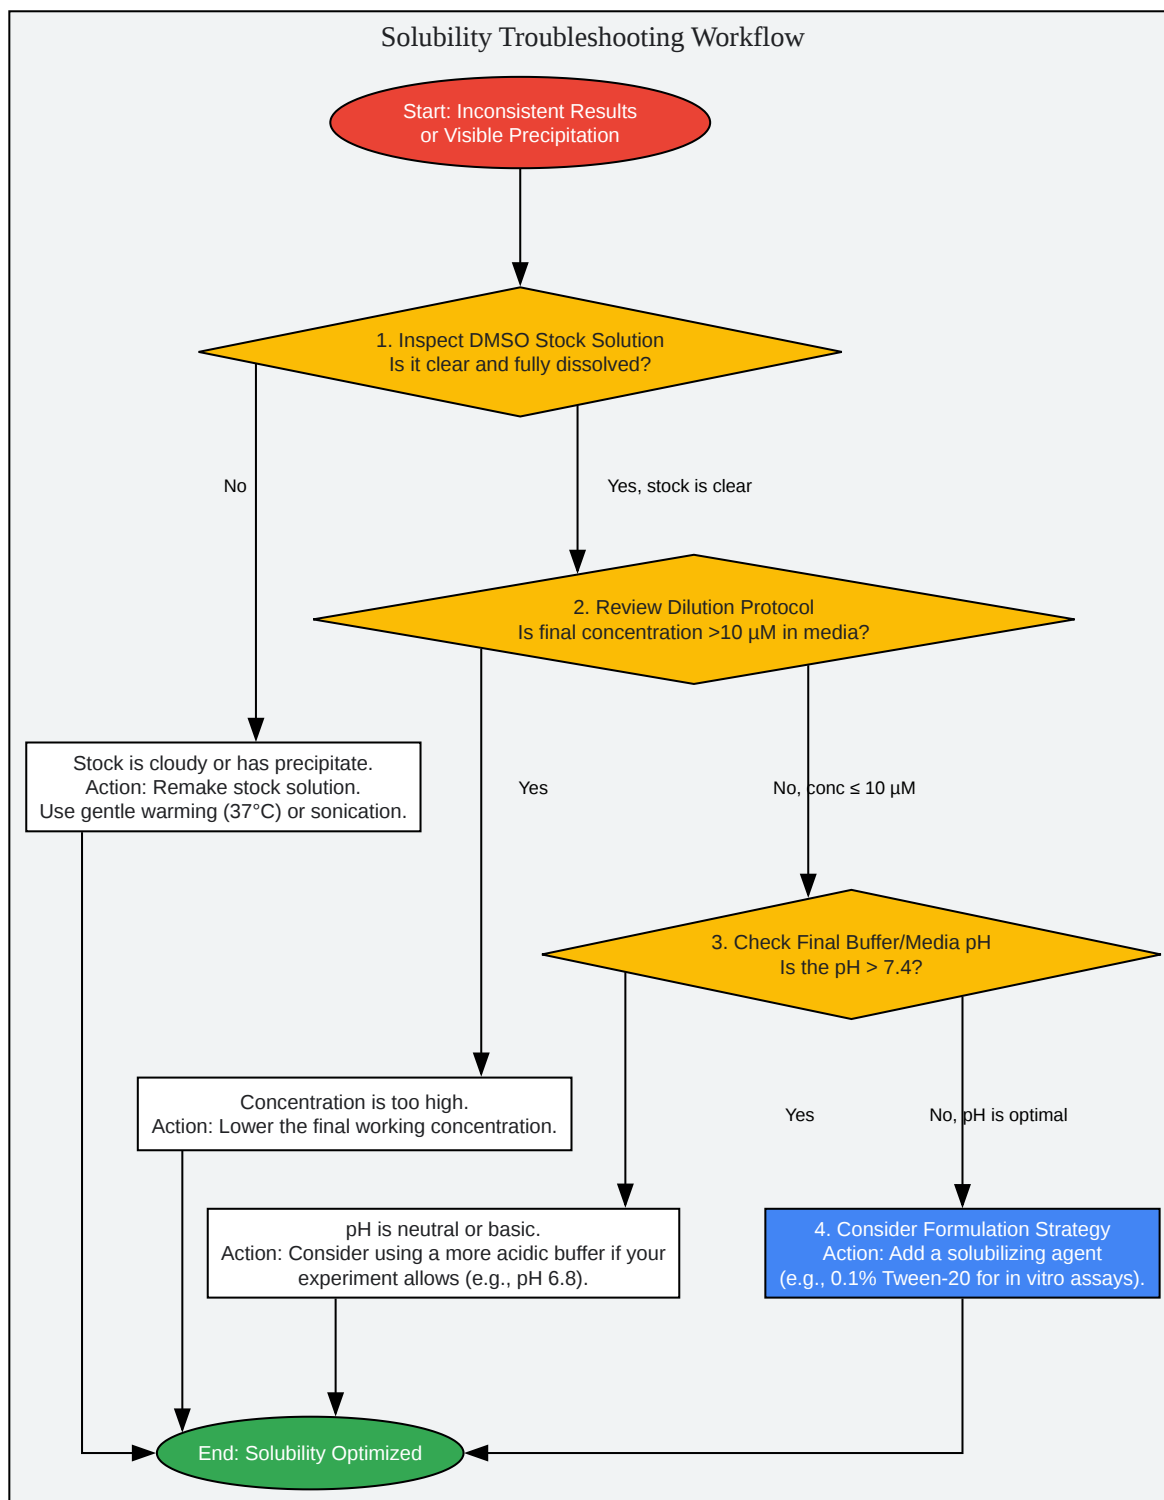 Solubility Troubleshooting Workflow
Start: Inconsistent Results
or Visible Precipitation
1. Inspect DMSO Stock Solution
Is it clear and fully dissolved?
No
Yes, stock is clear
2. Review Dilution Protocol
Is final concentration >10 µM in media?
Stock is cloudy or has precipitate.
Action: Remake stock solution.
Use gentle warming (37°C) or sonication.
Yes
No, conc ≤ 10 µM
3. Check Final Buffer/Media pH
Is the pH > 7.4?
Concentration is too high.
Action: Lower the final working concentration.
Yes
No, pH is optimal
pH is neutral or basic.
Action: Consider using a more acidic buffer if your
experiment allows (e.g., pH 6.8).
4. Consider Formulation Strategy
Action: Add a solubilizing agent
(e.g., 0.1% Tween-20 for in vitro assays).
End: Solubility Optimized